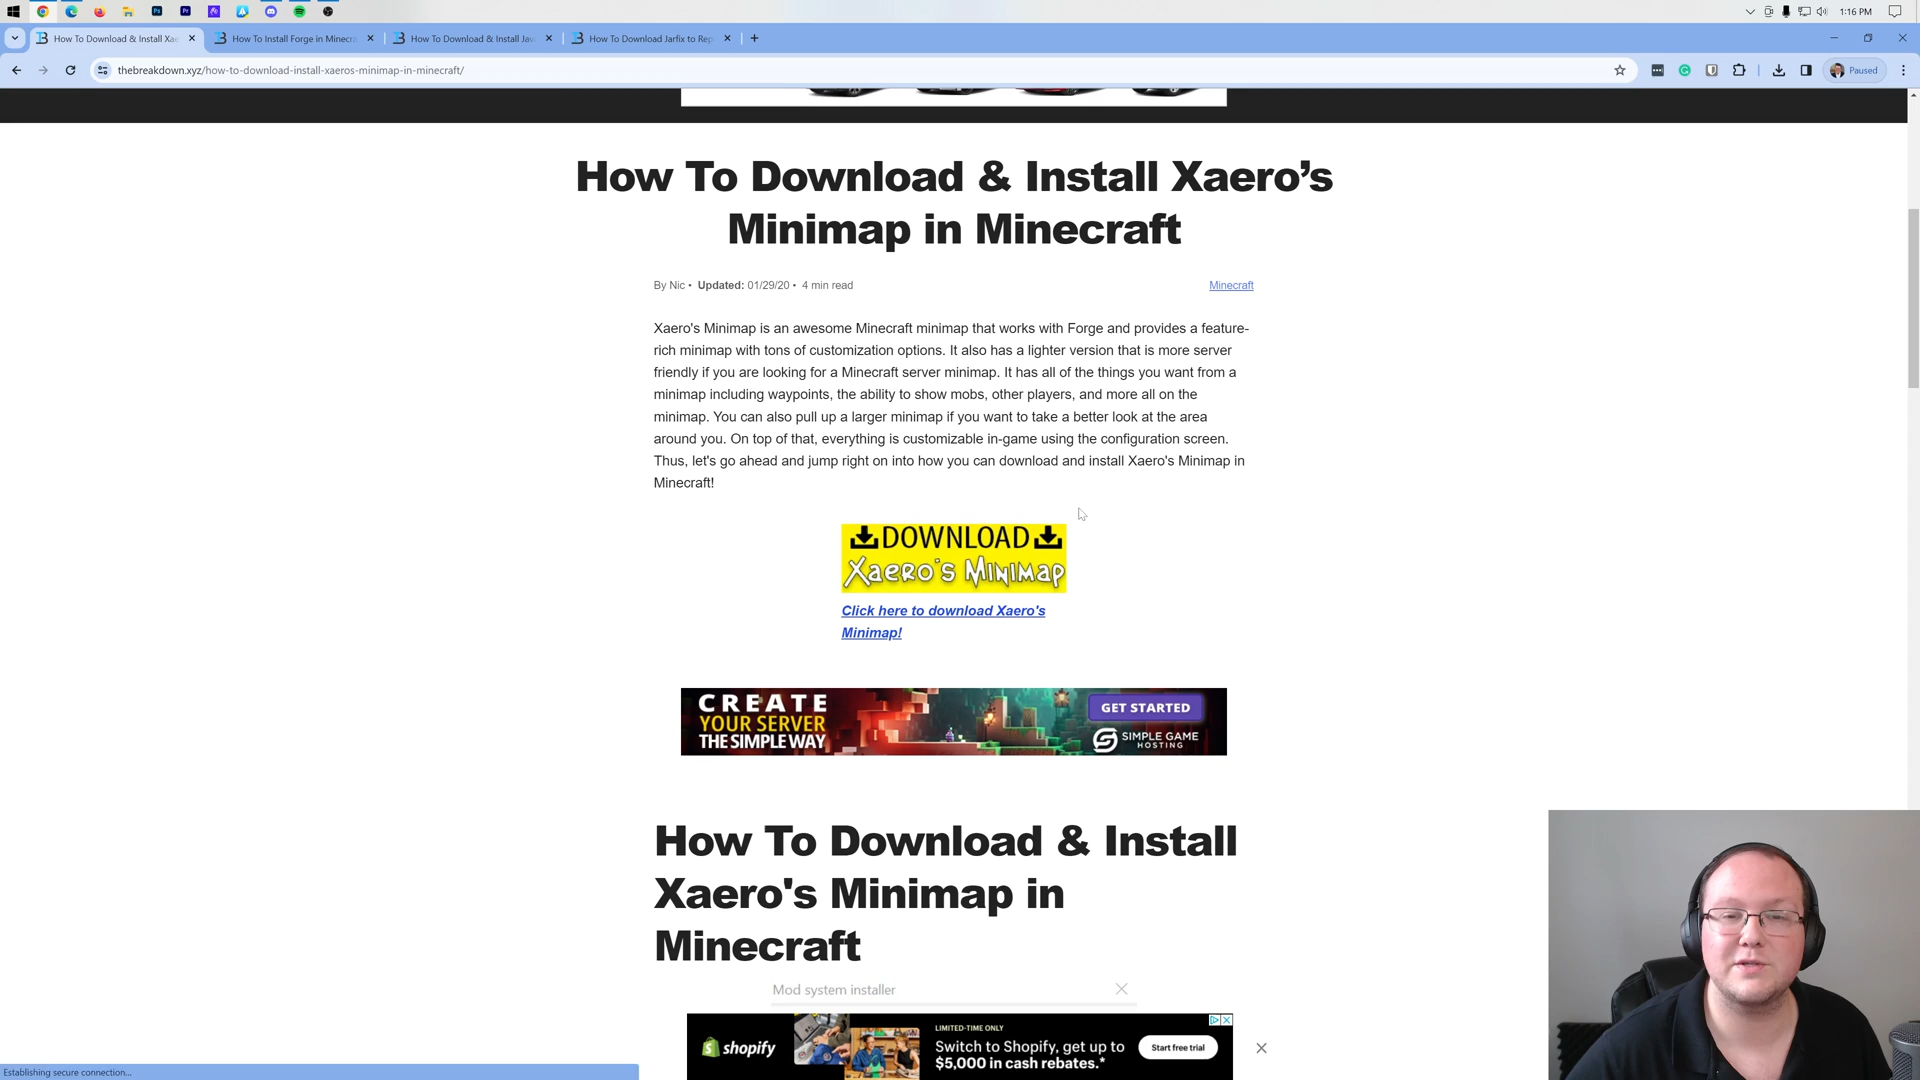 1:16 PM
How To Download & Install Xae
How To Install Forge in Minecra
How To Download & Install Jav
How To Download Jarfix to Rep
thebreakdown.xyz/how-to-download-install-xaeros-minimap-in-minecraft/
Paused
How To Download & Install Xaero’s
Minimap in Minecraft
By Nic • Updated: 01/29/20 • 4 min read
Minecraft
Xaero's Minimap is an awesome Minecraft minimap that works with Forge and provides a feature-
rich minimap with tons of customization options. It also has a lighter version that is more server
friendly if you are looking for a Minecraft server minimap. It has all of the things you want from a
minimap including waypoints, the ability to show mobs, other players, and more all on the
minimap. You can also pull up a larger minimap if you want to take a better look at the area
around you. On top of that, everything is customizable in-game using the configuration screen.
Thus, let's go ahead and jump right on into how you can download and install Xaero's Minimap in
Minecraft!
DOWNLOAD
Xaero's Minimap
Click here to download Xaero's
Minimap!
CREATE
YOUR SERVER
THE SIMPLE WAY
GET STARTED
SIMPLE GAME
HOSTING
How To Download & Install
Xaero's Minimap in
Minecraft
Mod system installer
shopify
LIMITED-TIME ONLY
Switch to Shopify, get up to
$5,000 in cash rebates.*
Start free trial
Establishing secure connection...